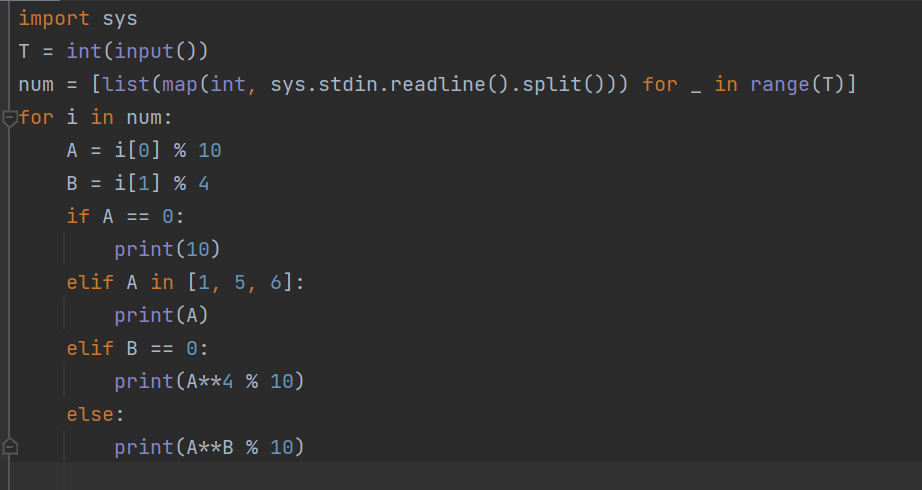 import sys
T = int(input())
num = [list(map(int, sys.stdin.readline().split())) for _ in range(T)]
for i in num:
    A = i[0] % 10
    B = i[1] % 4
    if A == 0:
        print(10)
    elif A in [1, 5, 6]:
        print(A)
    elif B == 0:
        print(A**4 % 10)
    else:
        print(A**B % 10)